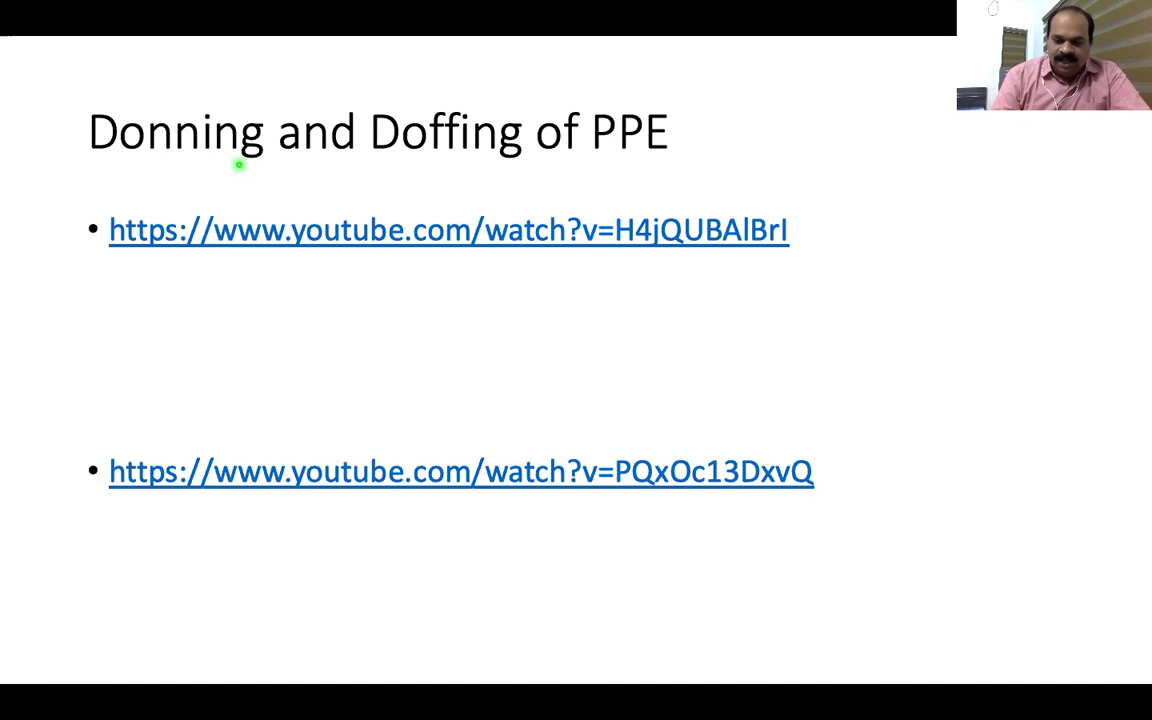 Donning and Doffing of PPE
• https://www.youtube.com/watch?v=H4jQUBAlBrI
• https://www.youtube.com/watch?v=PQxOc13DxvQ